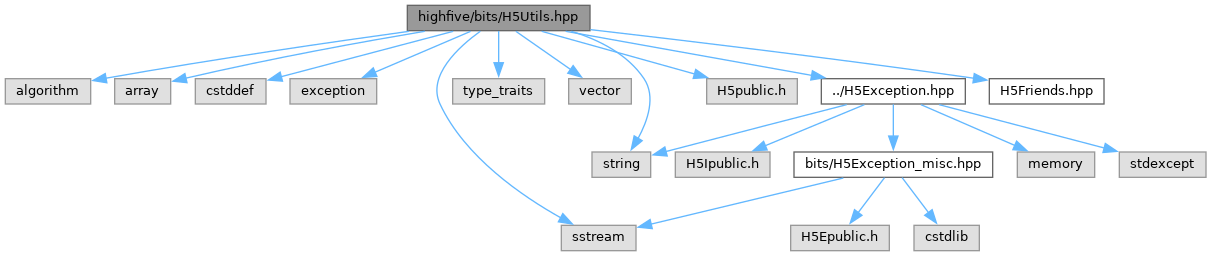 highfive/bits/H5Utils.hpp
algorithm
array
cstddef
exception
type_traits
vector
H5public.h
../H5Exception.hpp
H5Friends.hpp
string
H5Ipublic.h
bits/H5Exception_misc.hpp
memory
stdexcept
sstream
H5Epublic.h
cstdlib